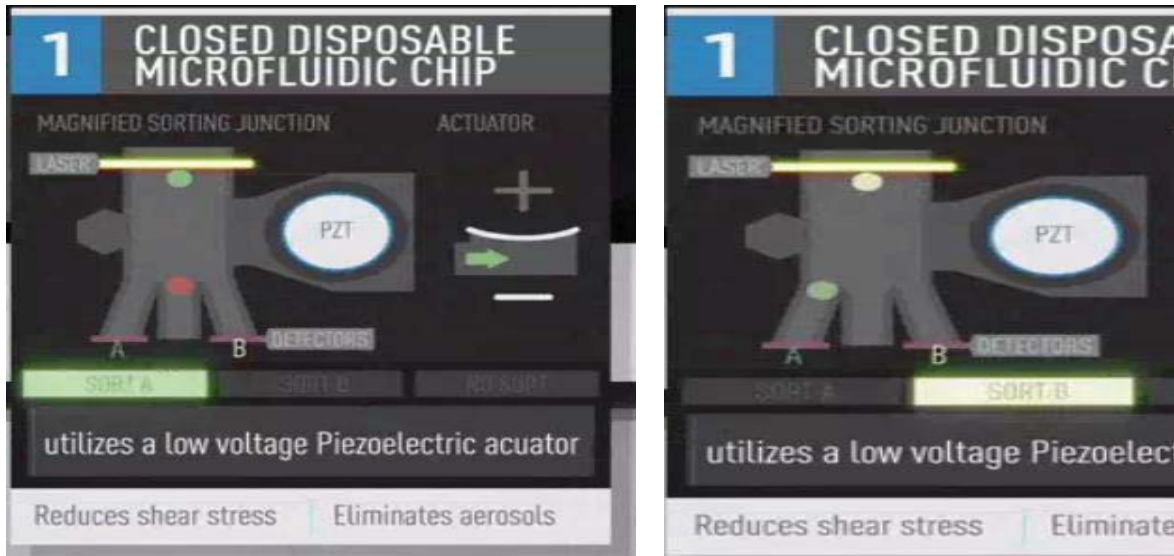 1
CLOSED DISPOSABLE
MICROFLUIDIC CHIP
MAGNIFIED SORTING JUNCTION
ACTUATOR
LASER
PZT
A
B
DETECTORS
SORT A
SORT B
NO SORT
utilizes a low voltage Piezoelectric acuator
Reduces shear stress
Eliminates aerosols
1
CLOSED DISPOSA
MICROFLUIDIC C
MAGNIFIED SORTING JUNCTION
LASER
PZT
A
B
DETECTORS
SORT A
SORT B
utilizes a low voltage Piezoelect
Reduces shear stress
Eliminate